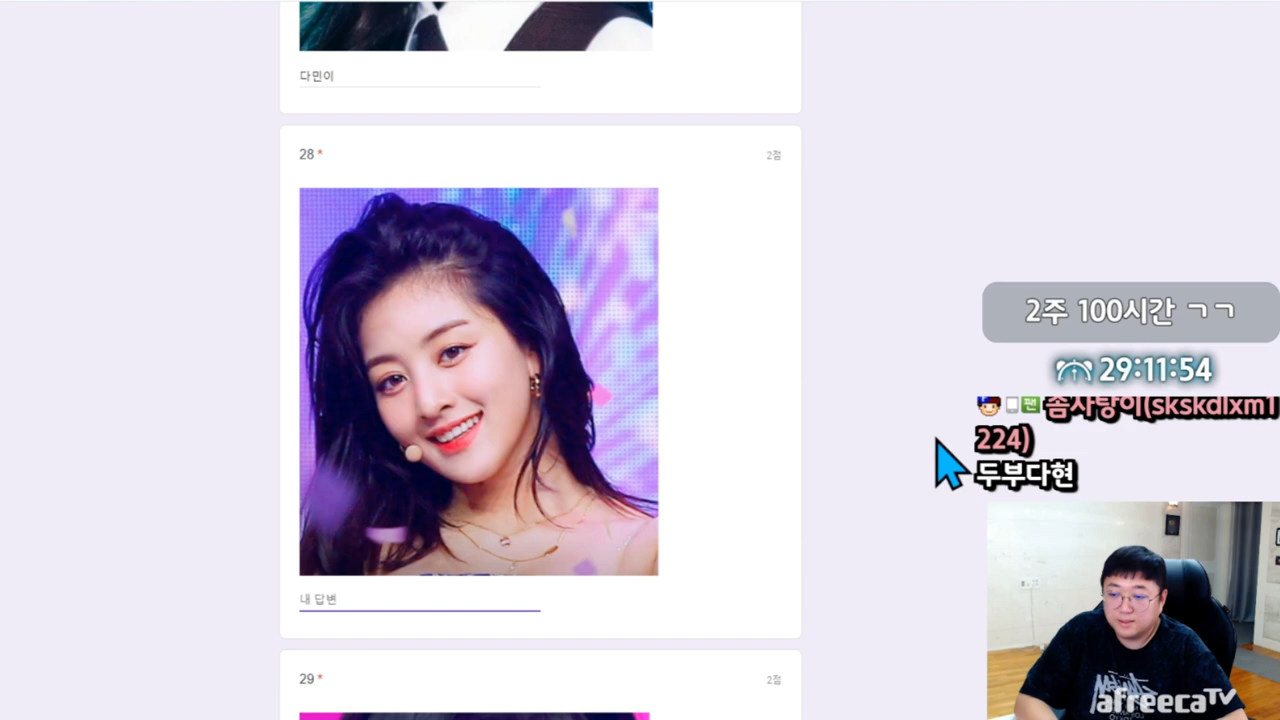 다민이
28 *
2점
내 답변
29 *
2점
2주 100시간 ㄱㄱ
29:11:54
팬 솜사탕이(skskdlxm1
224)
두부다현
afreecaTV